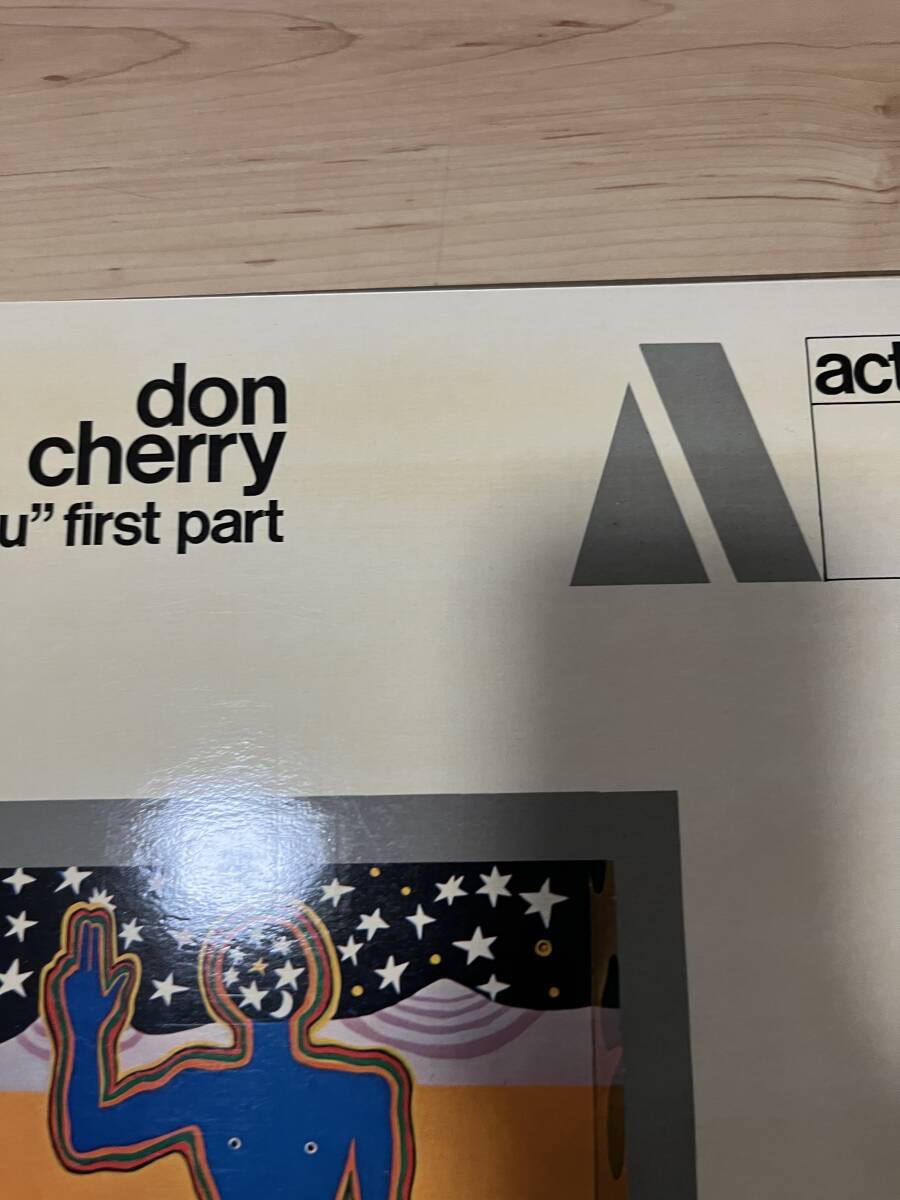 don
cherry
u” first part
act